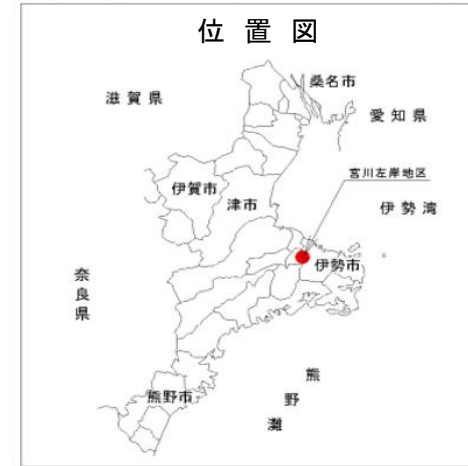 位置図
桑名市
滋賀県
愛知県
宮川左岸地区
伊賀市
津市
伊勢湾
伊勢市
奈良県
熊野灘
熊野市